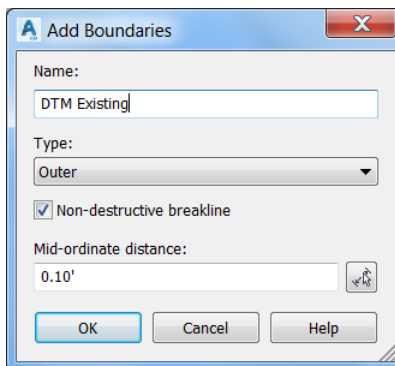 Add Boundaries
Name:
DTM Existing
Type:
Outer
Non-destructive breakline
Mid-ordinate distance:
0.10'
OK Cancel Help